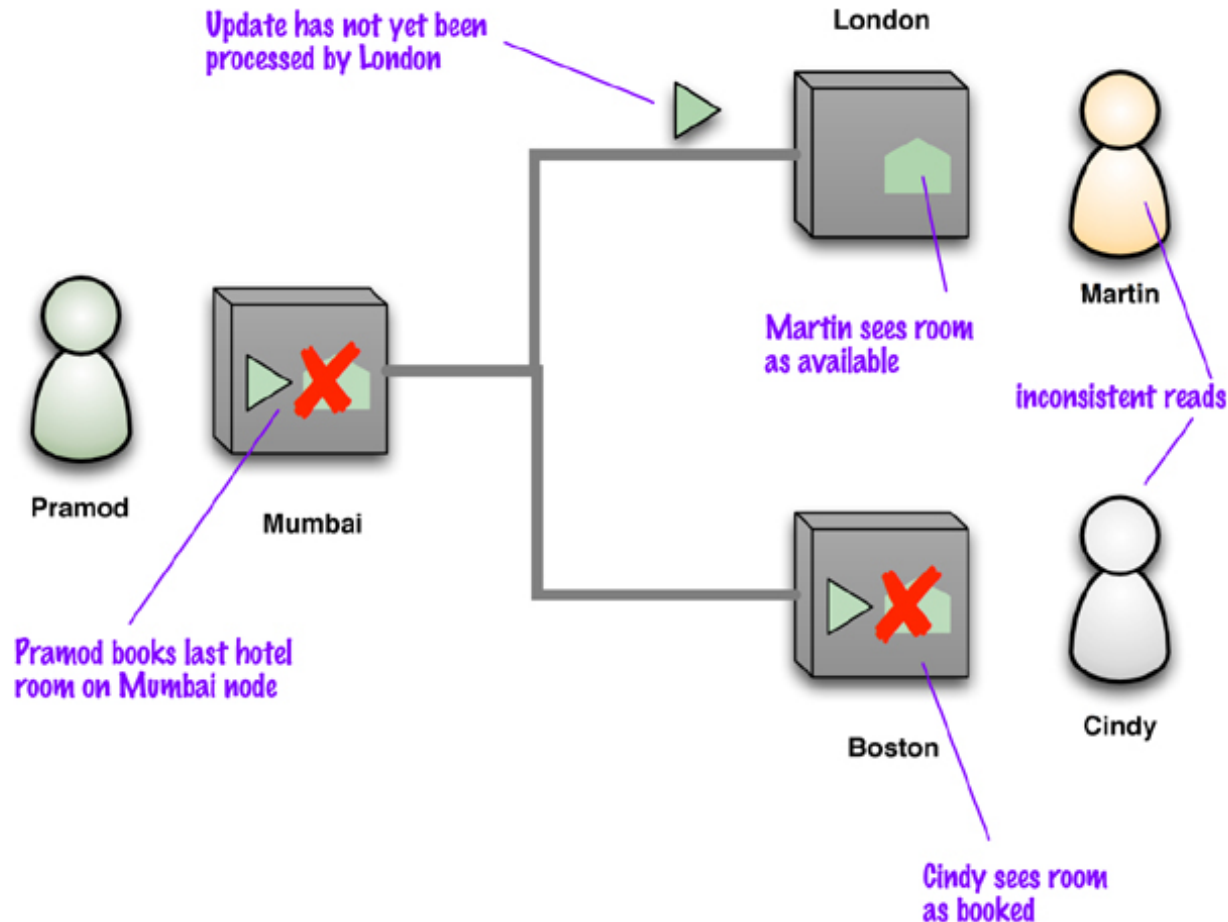 Update has not yet been
processed by London
London
Martin
Martin sees room
as available
inconsistent reads
Pramod
Mumbai
Pramod books last hotel
room on Mumbai node
Boston
Cindy
Cindy sees room
as booked